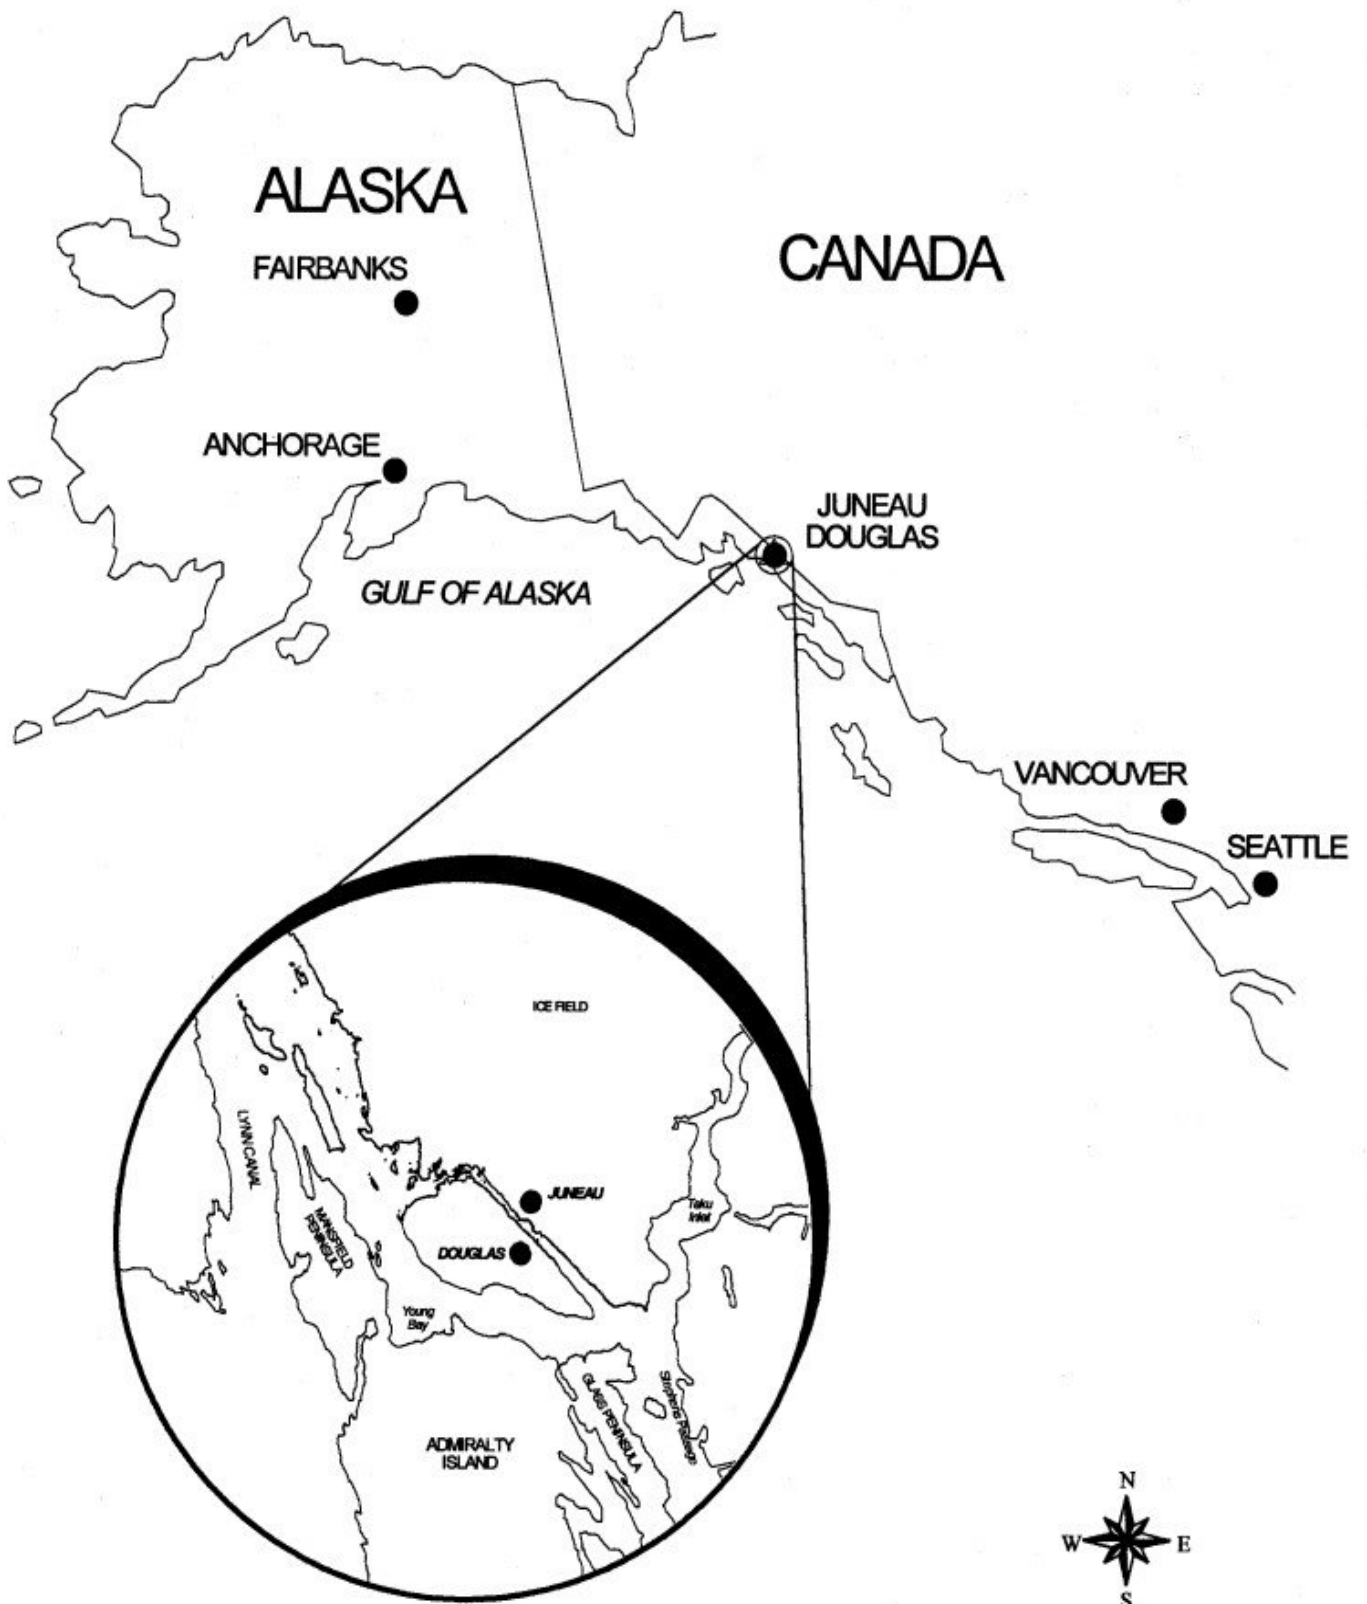 ALASKA
CANADA
FAIRBANKS
ANCHORAGE
JUNEAU
DOUGLAS
GULF OF ALASKA
VANCOUVER
SEATTLE
ICE FIELD
LYNN CANAL
JUNEAU
MANSFIELD
PENINSULA
Taku
Inlet
DOUGLAS
Young
Bay
GLASS PENINSULA
Stephens Passage
ADMIRALTY
ISLAND
N
W
E
S